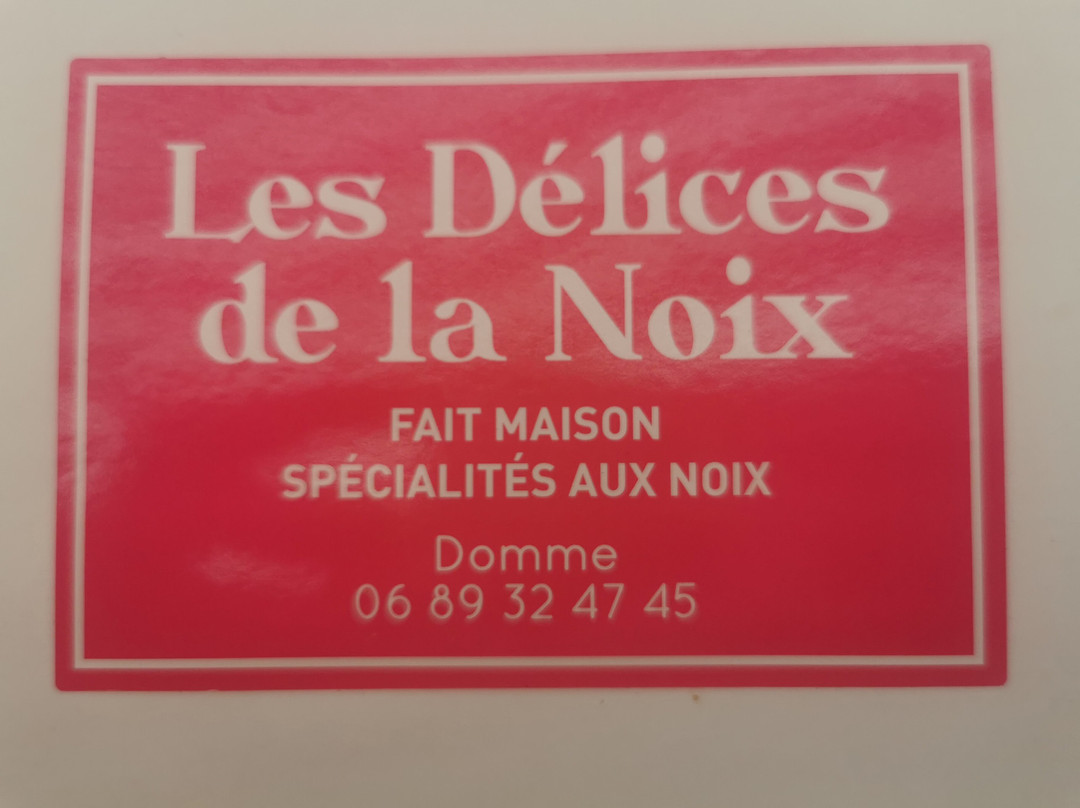 Les Délices
de la Noix
FAIT MAISON
SPÉCIALITÉS AUX NOIX
Domme
06 89 32 47 45